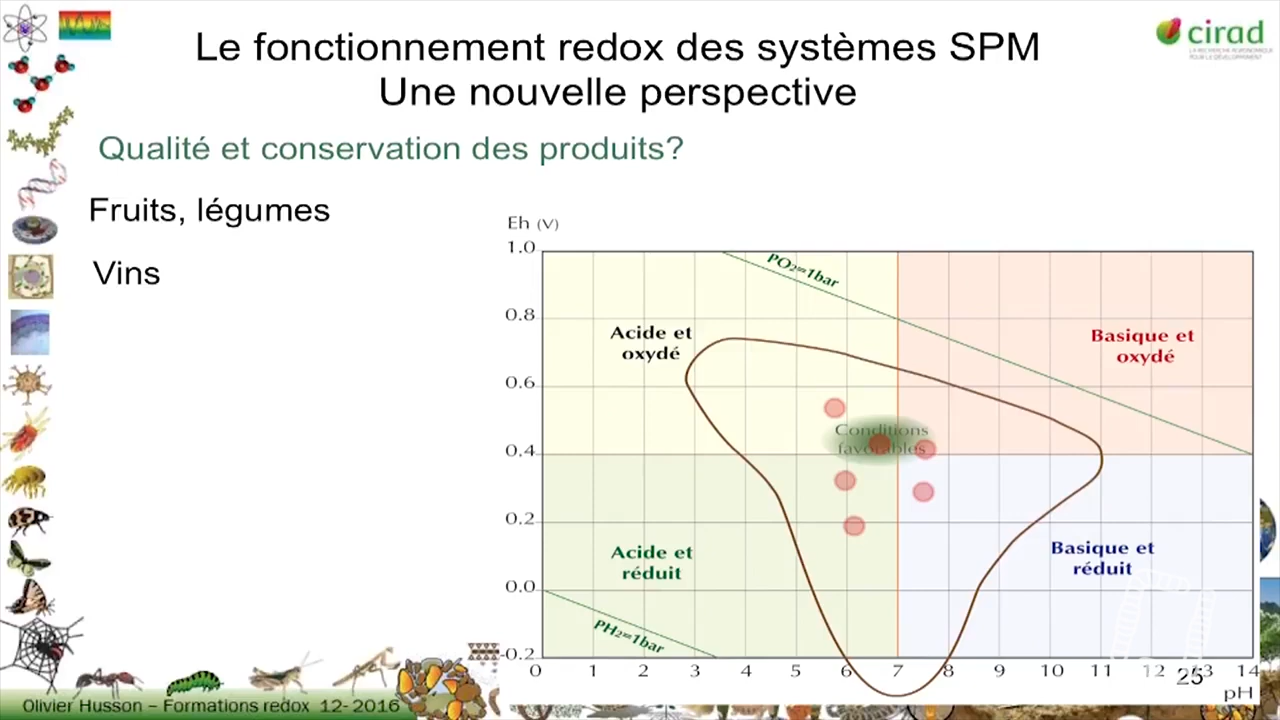 Le fonctionnement redox des systèmes SPM
Une nouvelle perspective
cirad
LA RECHERCHE AGRONOMIQUE
POUR LE DÉVELOPPEMENT
Qualité et conservation des produits?
Fruits, légumes
Vins
Eh (V)
1.0
0.8
0.6
0.4
0.2
0.0
-0.2
PO2=1bar
Acide et
oxydé
Basique et
oxydé
Conditions
favorables
Acide et
réduit
Basique et
réduit
PH2=1bar
0 1 2 3 4 5 6 7 8 9 10 11 12 13 14
pH
25
Olivier Husson – Formations redox 12- 2016